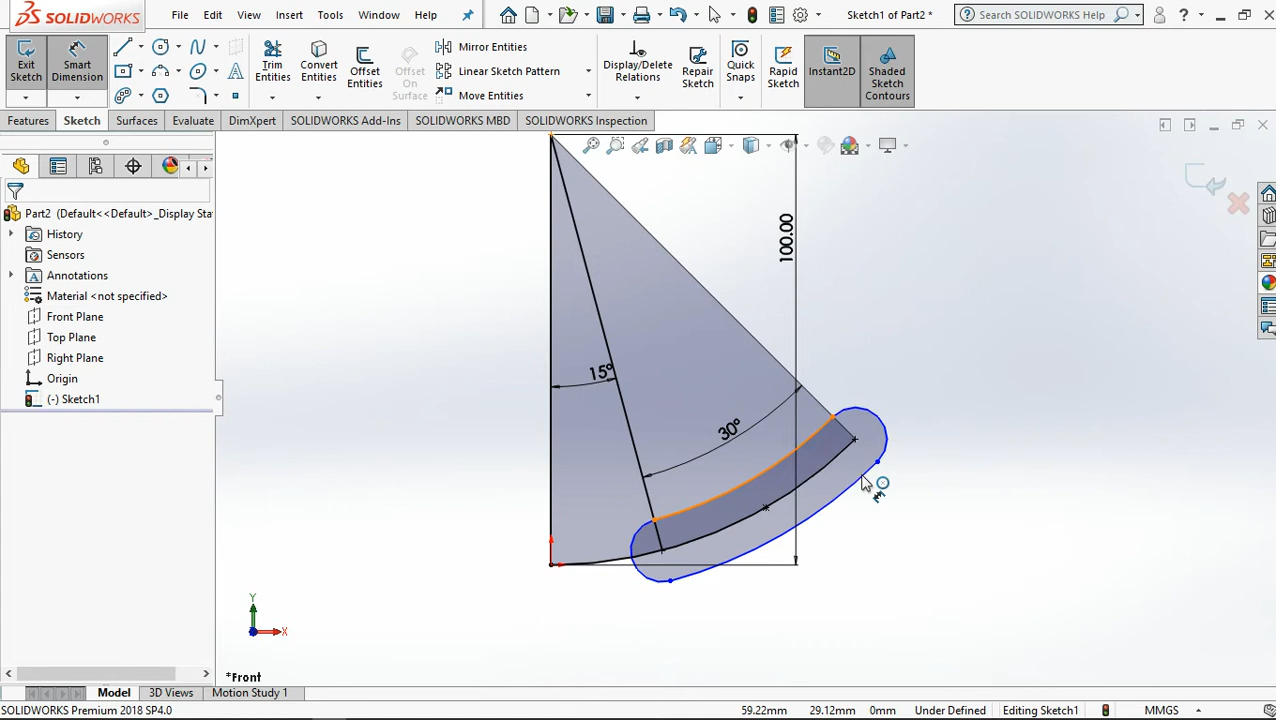 SOLIDWORKS
File Edit View Insert Tools Window Help
Sketch1 of Part2 *
Search SOLIDWORKS Help
?
Exit Sketch
Smart Dimension
Trim Entities
Convert Entities
Offset Entities
Offset On Surface
Mirror Entities
Linear Sketch Pattern
Move Entities
Display/Delete Relations
Repair Sketch
Quick Snaps
Rapid Sketch
Instant2D
Shaded Sketch Contours
Features Sketch Surfaces Evaluate DimXpert SOLIDWORKS Add-Ins SOLIDWORKS MBD SOLIDWORKS Inspection
Part2 (Default<<Default>_Display Sta
History
Sensors
Annotations
Material <not specified>
Front Plane
Top Plane
Right Plane
Origin
(-) Sketch1
100.00
15°
30°
Y
X
*Front
Model 3D Views Motion Study 1
SOLIDWORKS Premium 2018 SP4.0
59.22mm 29.12mm 0mm Under Defined Editing Sketch1 MMGS